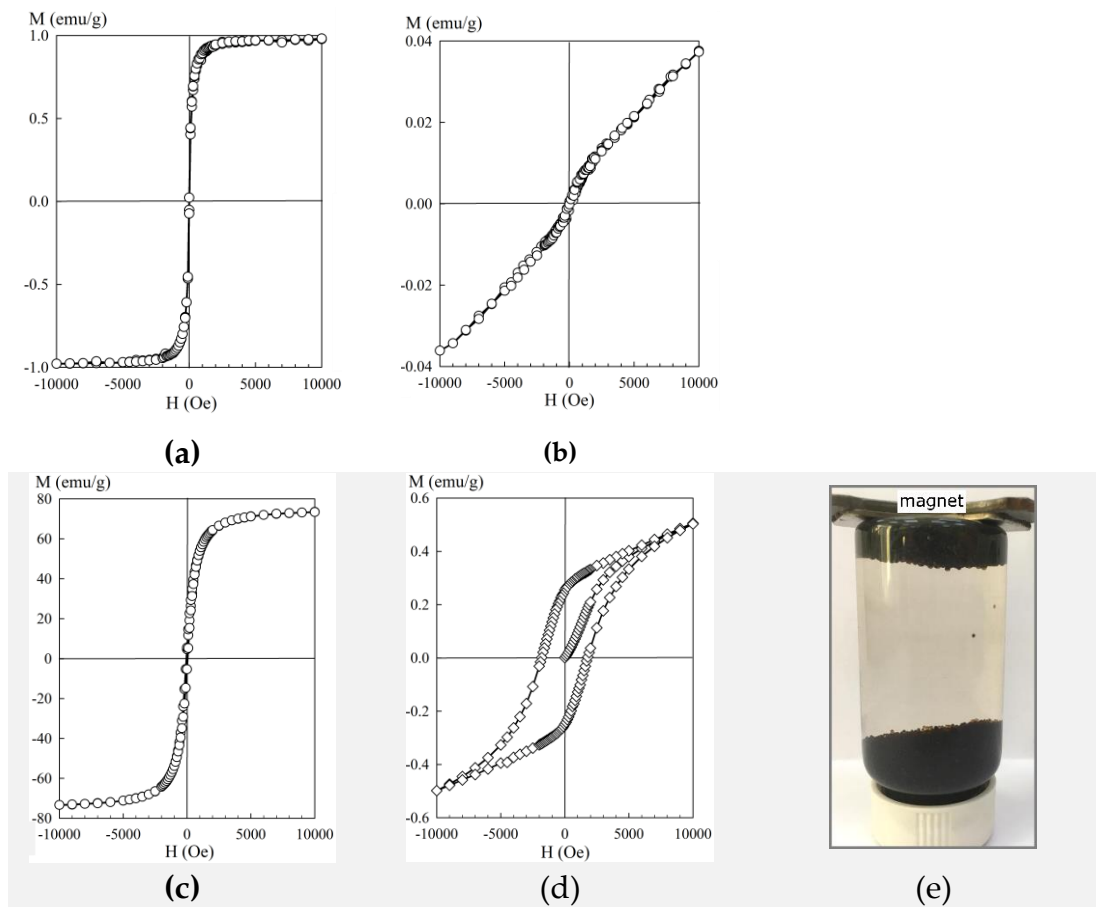 M (emu/g)
1.0
0.5
0.0
-0.5
-1.0
-10000 -5000 0 5000 10000
H (Oe)
(a)
M (emu/g)
0.04
0.02
0.00
-0.02
-0.04
-10000 -5000 0 5000 10000
H (Oe)
(b)
M (emu/g)
80
60
40
20
0
-20
-40
-60
-80
-10000 -5000 0 5000 10000
H (Oe)
(c)
M (emu/g)
0.6
0.4
0.2
0.0
-0.2
-0.4
-0.6
-10000 -5000 0 5000 10000
H (Oe)
(d)
magnet
(e)